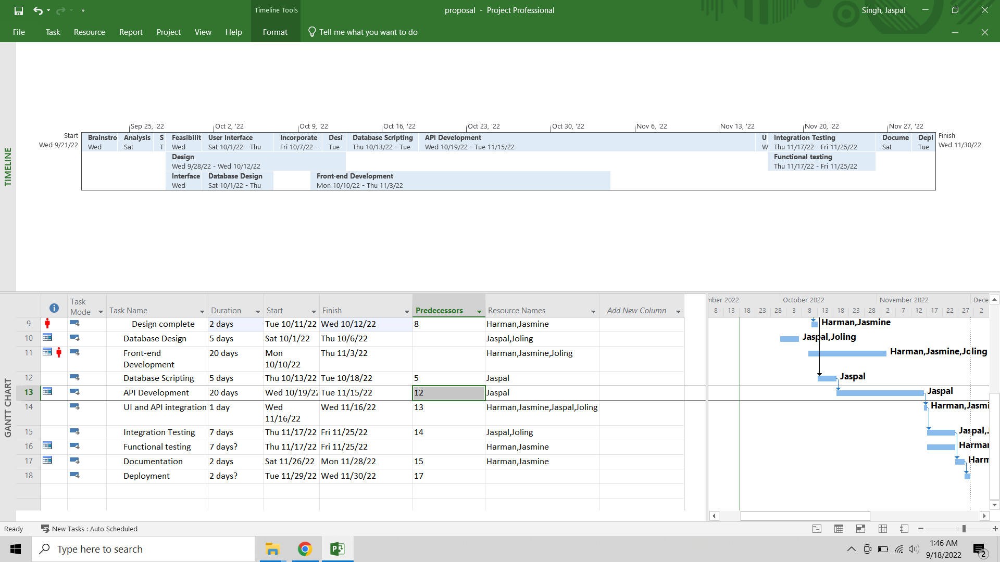 Timeline Tools
proposal - Project Professional
Singh, Jaspal
File Task Resource Report Project View Help Format Tell me what you want to do
TIMELINE
Sep 25, '22 Oct 2, '22 Oct 9, '22 Oct 16, '22 Oct 23, '22 Oct 30, '22 Nov 6, '22 Nov 13, '22 Nov 20, '22 Nov 27, '22
Start
Wed 9/21/22
Brainstro Analysis S Feasibilit User Interface Incorporate Desi Database Scripting API Development U Integration Testing Docume Depl
Wed Sat T Wed Sat 10/1/22 - Thu Fri 10/7/22 - Tue Thu 10/13/22 - Tue Wed 10/19/22 - Tue 11/15/22 W Thu 11/17/22 - Fri 11/25/22 Sat Tue
Finish
Wed 11/30/22
Design Functional testing
Wed 9/28/22 - Wed 10/12/22 Thu 11/17/22 - Fri 11/25/22
Interface Database Design Front-end Development
Wed Sat 10/1/22 - Thu Mon 10/10/22 - Thu 11/3/22
GANTT CHART
i Task Mode Task Name Duration Start Finish Predecessors Resource Names Add New Column
9 Design complete 2 days Tue 10/11/22 Wed 10/12/22 8 Harman,Jasmine
10 Database Design 5 days Sat 10/1/22 Thu 10/6/22 Jaspal,Joling
11 Front-end Development 20 days Mon 10/10/22 Thu 11/3/22 Harman,Jasmine,Joling
12 Database Scripting 5 days Thu 10/13/22 Tue 10/18/22 5 Jaspal
13 API Development 20 days Wed 10/19/22 Tue 11/15/22 12 Jaspal
14 UI and API integration 1 day Wed 11/16/22 Wed 11/16/22 13 Harman,Jasmine,Jaspal,Joling
15 Integration Testing 7 days Thu 11/17/22 Fri 11/25/22 14 Jaspal,Joling
16 Functional testing 7 days? Thu 11/17/22 Fri 11/25/22 Harman,Jasmine
17 Documentation 2 days Sat 11/26/22 Mon 11/28/22 15 Harman,Jasmine
18 Deployment 2 days? Tue 11/29/22 Wed 11/30/22 17
mber 2022 October 2022 November 2022 Dece
8 13 18 23 28 3 8 13 18 23 28 2 7 12 17 22 27 2
Harman,Jasmine
Jaspal,Joling
Harman,Jasmine,Joling
Jaspal
Jaspal
Harman,Jasmi
Jaspal,J
Harman
Harm
Ready New Tasks : Auto Scheduled
Type here to search
1:46 AM
9/18/2022
2